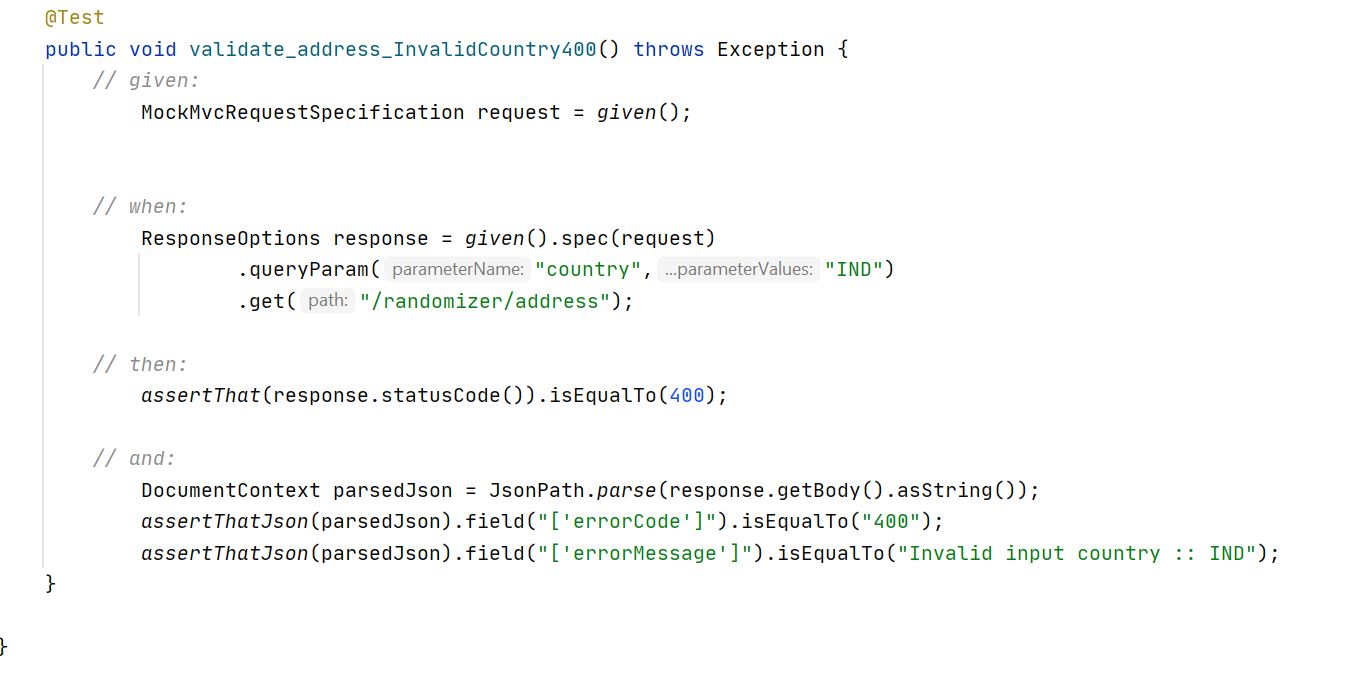 @Test
public void validate_address_InvalidCountry400() throws Exception {
// given:
MockMvcRequestSpecification request = given();
// when:
ResponseOptions response = given().spec(request)
.queryParam( parameterName: "country", ...parameterValues: "IND")
.get( path: "/randomizer/address");
// then:
assertThat(response.statusCode()).isEqualTo(400);
// and:
DocumentContext parsedJson = JsonPath.parse(response.getBody().asString());
assertThatJson(parsedJson).field("['errorCode']").isEqualTo("400");
assertThatJson(parsedJson).field("['errorMessage']").isEqualTo("Invalid input country :: IND");
}
}